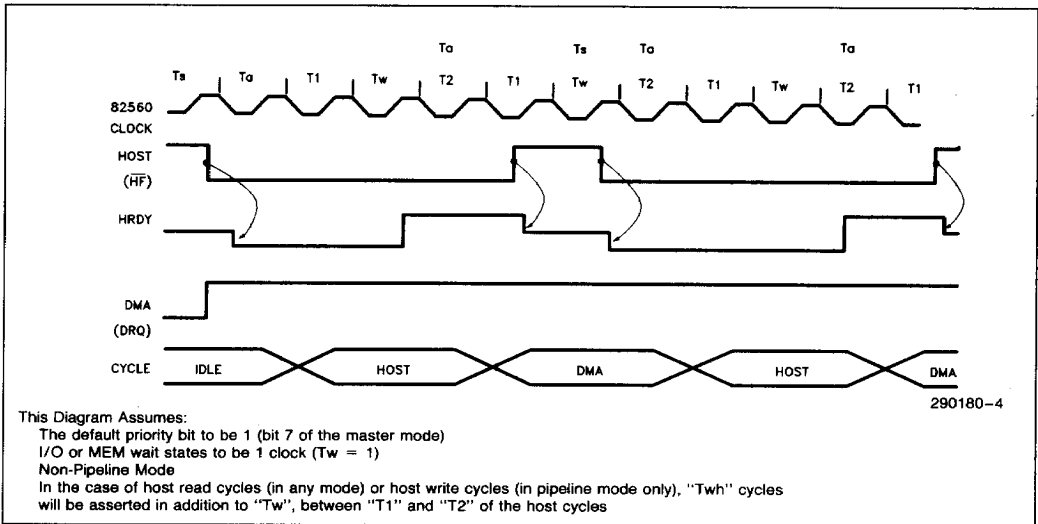 Ta Ts Ta Ta
Ts Ta T1 Tw T2 T1 Tw T2 T1 Tw T2 T1
82560
CLOCK
HOST
(HF)
HRDY
DMA
(DRQ)
CYCLE IDLE HOST DMA HOST DMA
290180-4
This Diagram Assumes:
The default priority bit to be 1 (bit 7 of the master mode)
I/O or MEM wait states to be 1 clock (Tw = 1)
Non-Pipeline Mode
In the case of host read cycles (in any mode) or host write cycles (in pipeline mode only), "Twh" cycles
will be asserted in addition to "Tw", between "T1" and "T2" of the host cycles